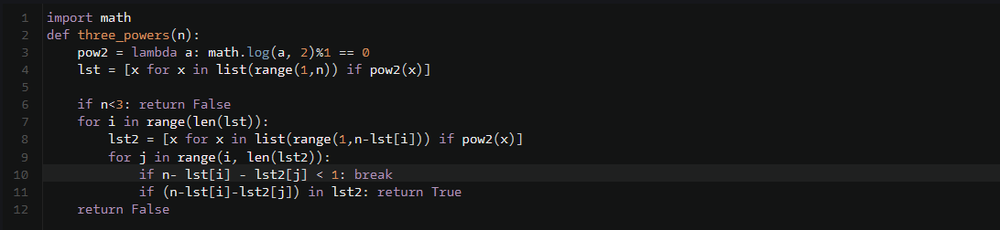 1 import math
2 def three_powers(n):
3     pow2 = lambda a: math.log(a, 2)%1 == 0
4     lst = [x for x in list(range(1,n)) if pow2(x)]
5
6     if n<3: return False
7     for i in range(len(lst)):
8         lst2 = [x for x in list(range(1,n-lst[i])) if pow2(x)]
9         for j in range(i, len(lst2)):
10             if n- lst[i] - lst2[j] < 1: break
11             if (n-lst[i]-lst2[j]) in lst2: return True
12     return False